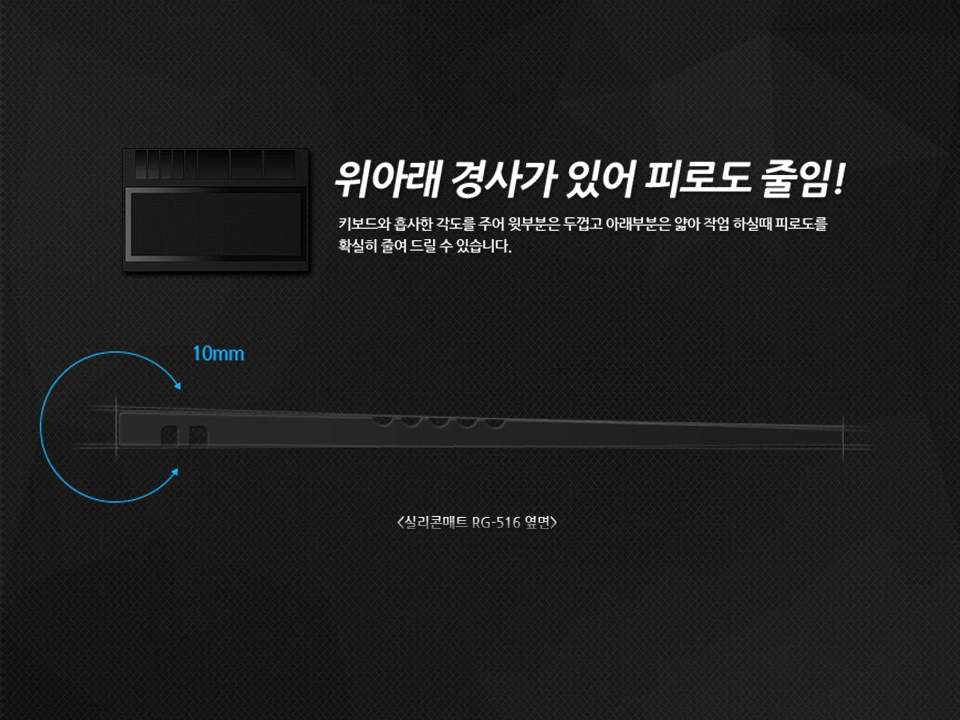 위아래 경사가 있어 피로도 줄임!
키보드와 흡사한 각도를 주어 윗부분은 두껍고 아래부분은 얇아 작업 하실때 피로도를
확실히 줄여 드릴 수 있습니다.
10mm
<실리콘매트 RG-516 옆면>